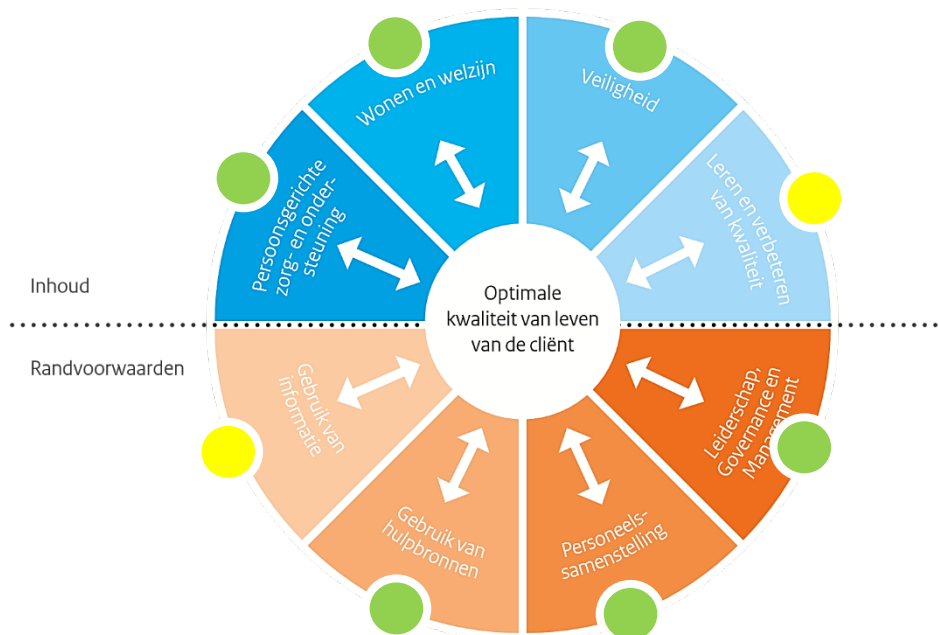 Wonen en welzijn
Veiligheid
Persoonsgerichte
zorg- en onder-
steuning
Leren en verbeteren
van kwaliteit
Inhoud
Optimale
kwaliteit van leven
van de cliënt
Randvoorwaarden
Gebruik van
informatie
Leiderschap,
Governance en
Management
Gebruik van
hulpbronnen
Personeels-
samenstelling